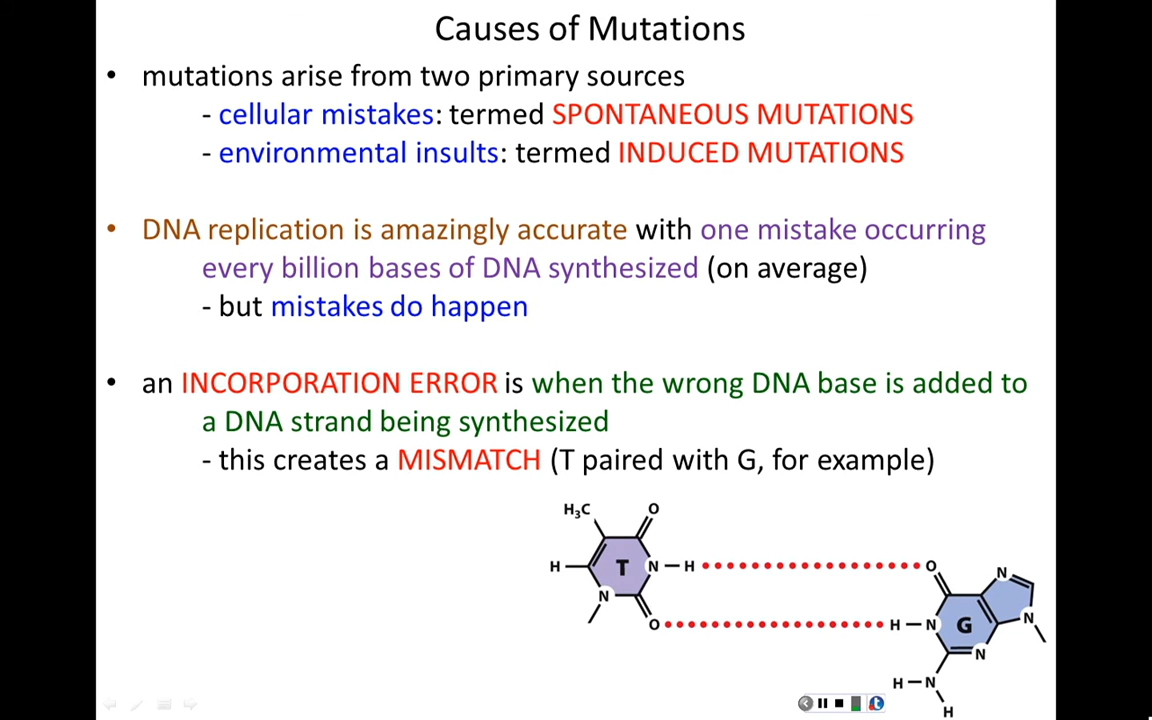 Causes of Mutations
• mutations arise from two primary sources
- cellular mistakes: termed SPONTANEOUS MUTATIONS
- environmental insults: termed INDUCED MUTATIONS
• DNA replication is amazingly accurate with one mistake occurring
every billion bases of DNA synthesized (on average)
- but mistakes do happen
• an INCORPORATION ERROR is when the wrong DNA base is added to
a DNA strand being synthesized
- this creates a MISMATCH (T paired with G, for example)
H3C O
H T N – H O N
N O H – N G N
N
H – N
H